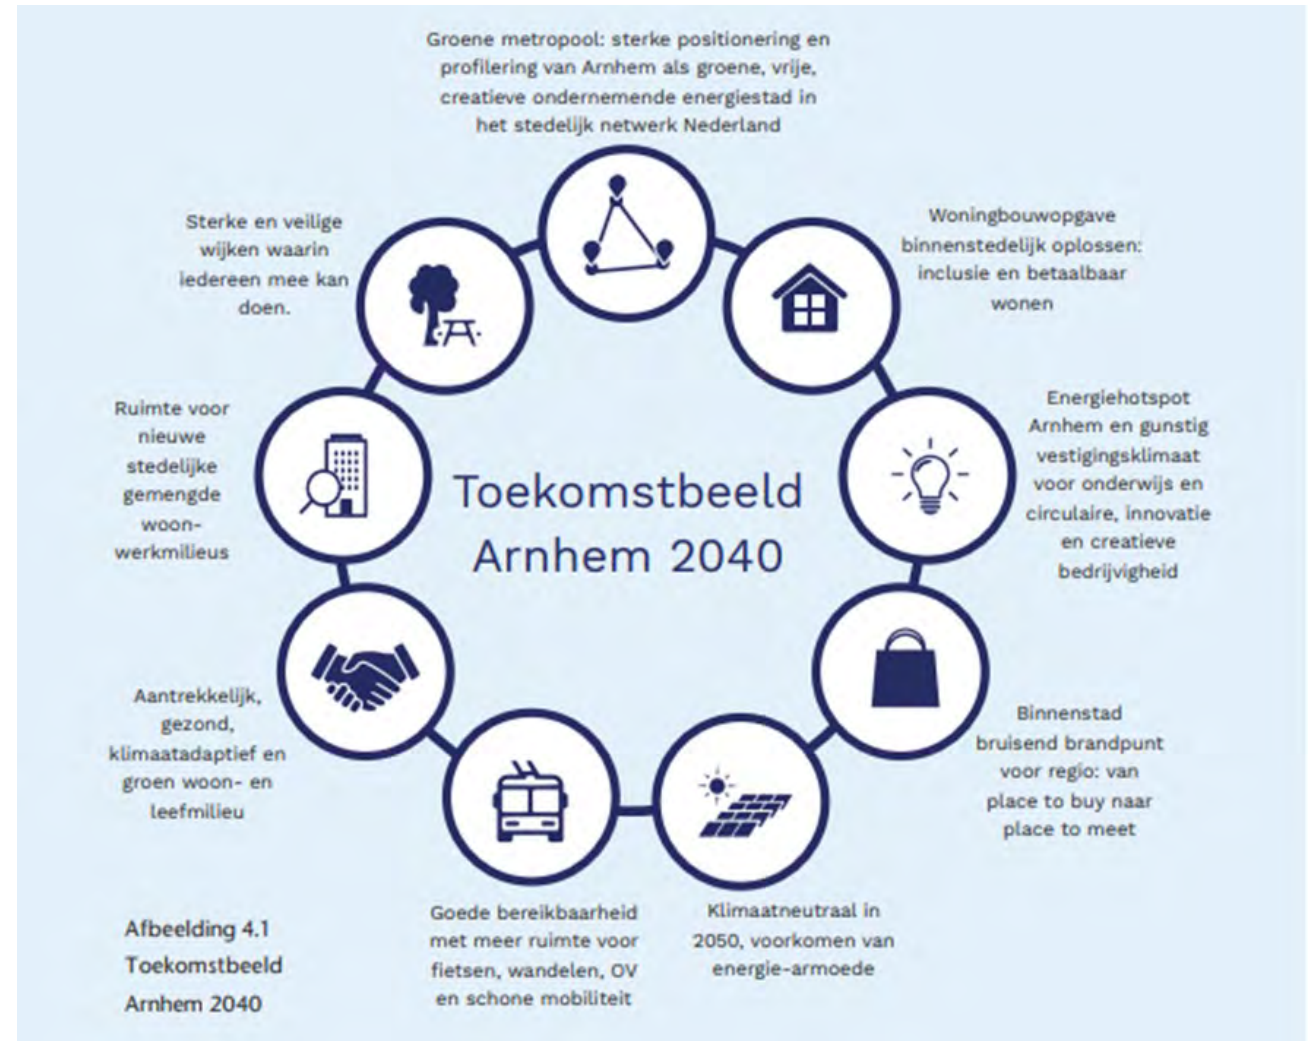 Groene metropool: sterke positionering en
profilering van Arnhem als groene, vrije,
creatieve ondernemende energiestad in
het stedelijk netwerk Nederland
Woningbouwopgave
binnenstedelijk oplossen:
inclusie en betaalbaar
wonen
Energiehotspot
Arnhem en gunstig
vestigingsklimaat
voor onderwijs en
circulaire, innovatie
en creatieve
bedrijvigheid
Binnenstad
bruisend brandpunt
voor regio: van
place to buy naar
place to meet
Klimaatneutraal in
2050, voorkomen van
energie-armoede
Goede bereikbaarheid
met meer ruimte voor
fietsen, wandelen, OV
en schone mobiliteit
Aantrekkelijk,
gezond,
klimaatadaptief en
groen woon- en
leefmilieu
Ruimte voor
nieuwe
stedelijke
gemengde
woon-
werkmilieus
Sterke en veilige
wijken waarin
iedereen mee kan
doen.
Toekomstbeeld
Arnhem 2040
Afbeelding 4.1
Toekomstbeeld
Arnhem 2040